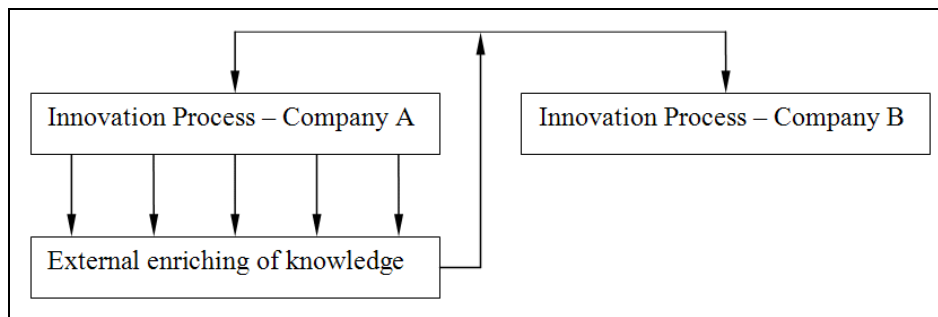 Innovation Process – Company A
Innovation Process – Company B
External enriching of knowledge